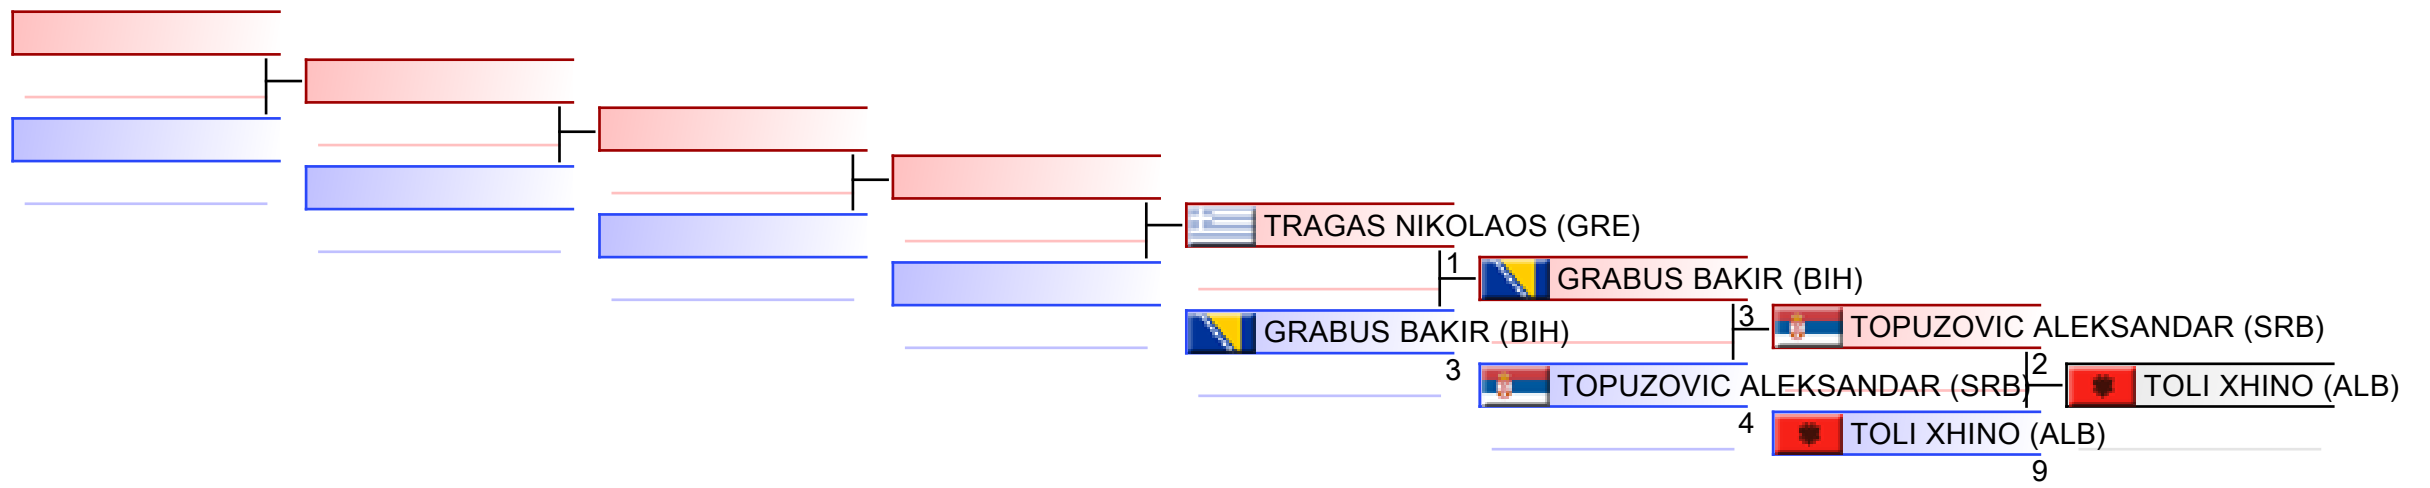 TRAGAS NIKOLAOS (GRE)
1
GRABUS BAKIR (BIH)
GRABUS BAKIR (BIH)
3
3
TOPUZOVIC ALEKSANDAR (SRB)
TOPUZOVIC ALEKSANDAR (SRB)
4
2
TOLI XHINO (ALB)
TOLI XHINO (ALB)
9